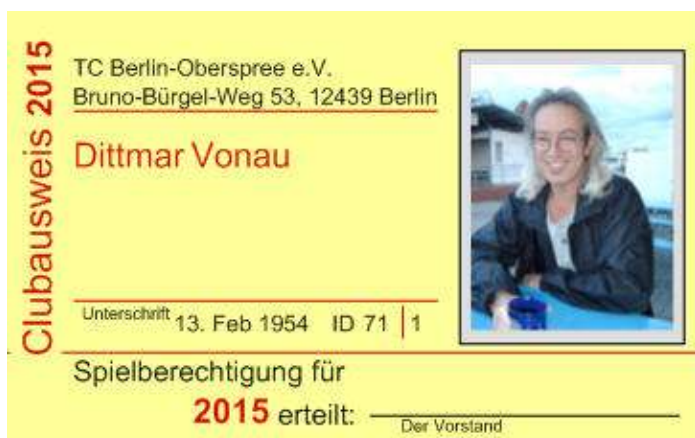 Clubausweis 2015
TC Berlin-Oberspree e.V.
Bruno-Bürgel-Weg 53, 12439 Berlin
Dittmar Vonau
Unterschrift 13. Feb 1954 ID 71 | 1
Spielberechtigung für
2015 erteilt:
Der Vorstand